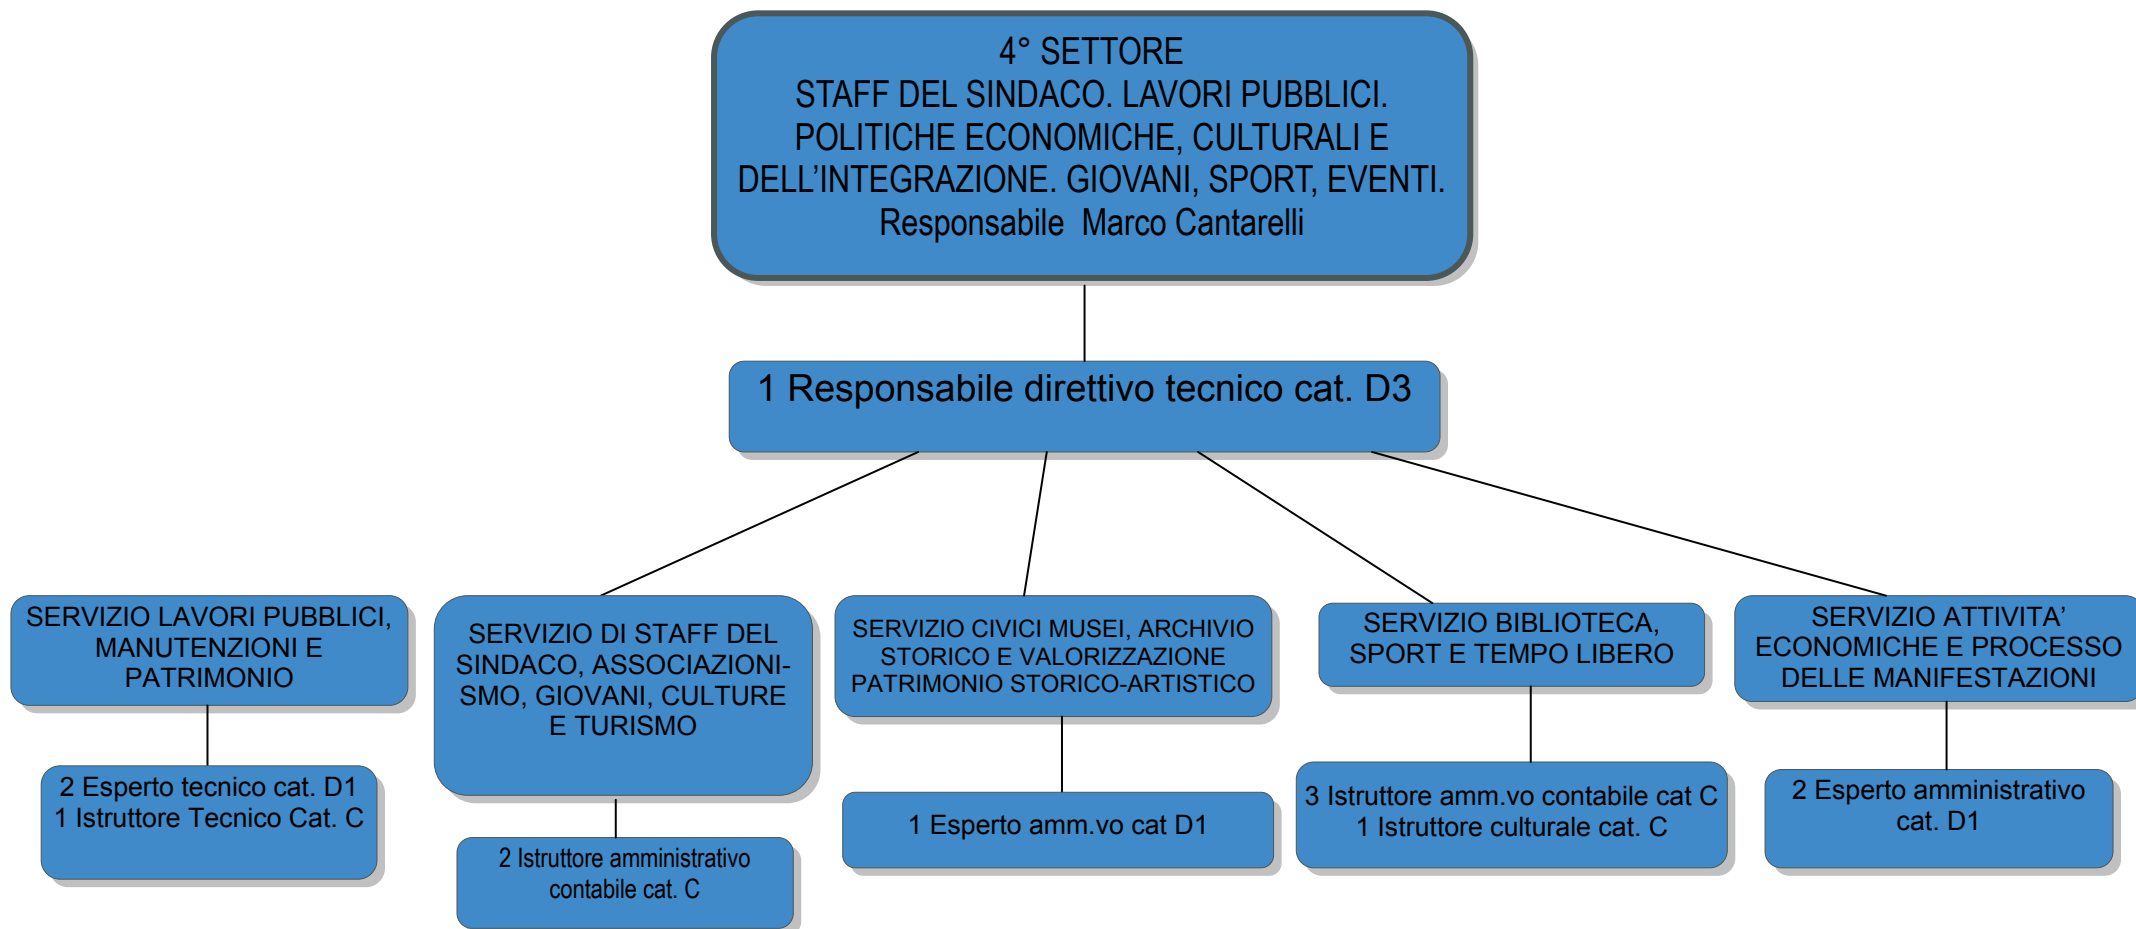 4° SETTORE
STAFF DEL SINDACO. LAVORI PUBBLICI.
POLITICHE ECONOMICHE, CULTURALI E
DELL’INTEGRAZIONE. GIOVANI, SPORT, EVENTI.
Responsabile  Marco Cantarelli
1 Responsabile direttivo tecnico cat. D3
SERVIZIO LAVORI PUBBLICI,
MANUTENZIONI E
PATRIMONIO
2 Esperto tecnico cat. D1
1 Istruttore Tecnico Cat. C
SERVIZIO DI STAFF DEL
SINDACO, ASSOCIAZIONI-
SMO, GIOVANI, CULTURE
E TURISMO
2 Istruttore amministrativo
contabile cat. C
SERVIZIO CIVICI MUSEI, ARCHIVIO
STORICO E VALORIZZAZIONE
PATRIMONIO STORICO-ARTISTICO
1 Esperto amm.vo cat D1
SERVIZIO BIBLIOTECA,
SPORT E TEMPO LIBERO
3 Istruttore amm.vo contabile cat C
1 Istruttore culturale cat. C
SERVIZIO ATTIVITA’
ECONOMICHE E PROCESSO
DELLE MANIFESTAZIONI
2 Esperto amministrativo
cat. D1